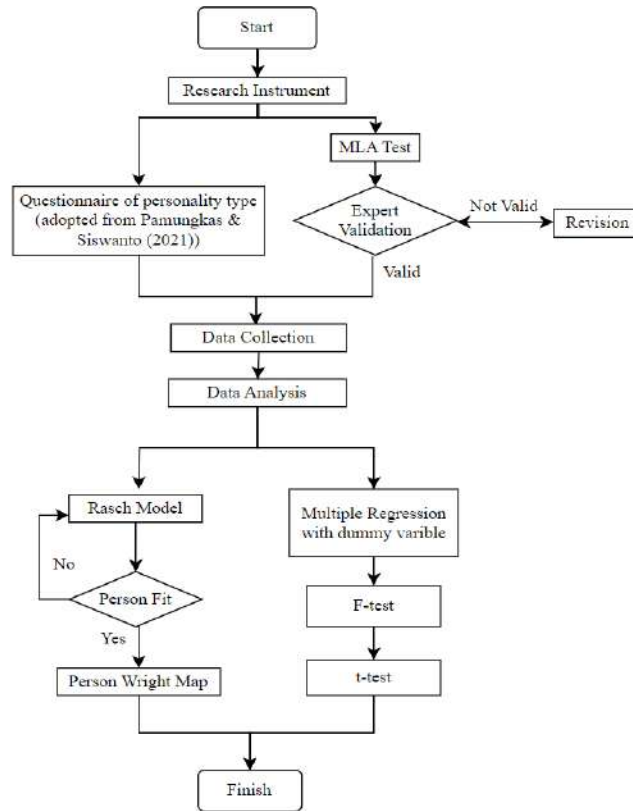 Start
Research Instrument
MLA Test
Questionnaire of personality type
(adopted from Pamungkas &
Siswanto (2021))
Expert
Validation
Not Valid
Revision
Valid
Data Collection
Data Analysis
Rasch Model
Multiple Regression
with dummy varible
No
Person Fit
F-test
Yes
Person Wright Map
t-test
Finish